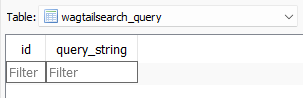 Table: wagtailsearch_query
id query_string
Filter Filter